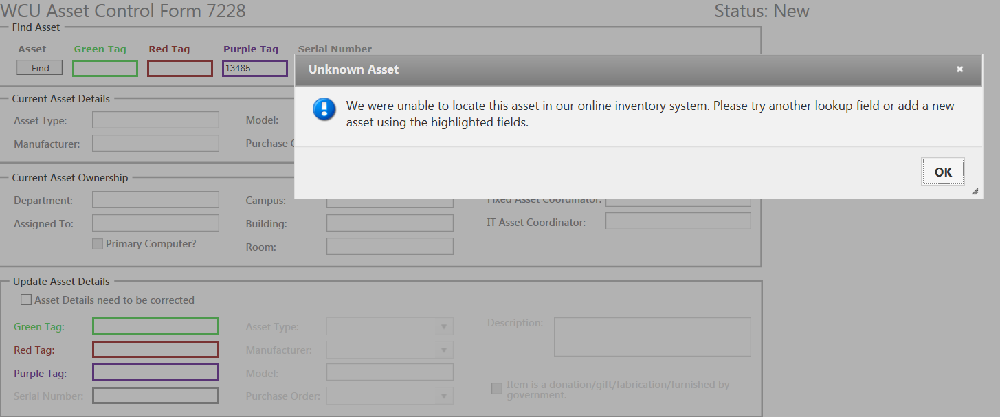 WCU Asset Control Form 7228 Status: New
Find Asset
Asset Green Tag Red Tag Purple Tag Serial Number
Find 13485
Unknown Asset
We were unable to locate this asset in our online inventory system. Please try another lookup field or add a new
asset using the highlighted fields.
OK
Current Asset Details
Asset Type: Model:
Manufacturer: Purchase
Current Asset Ownership
Department: Campus: Fixed Asset Coordinator:
Assigned To: Building: IT Asset Coordinator:
Primary Computer? Room:
Update Asset Details
Asset Details need to be corrected
Green Tag: Asset Type: Description:
Red Tag: Manufacturer:
Purple Tag: Model:
Item is a donation/gift/fabrication/furnished by
government.
Serial Number: Purchase Order: